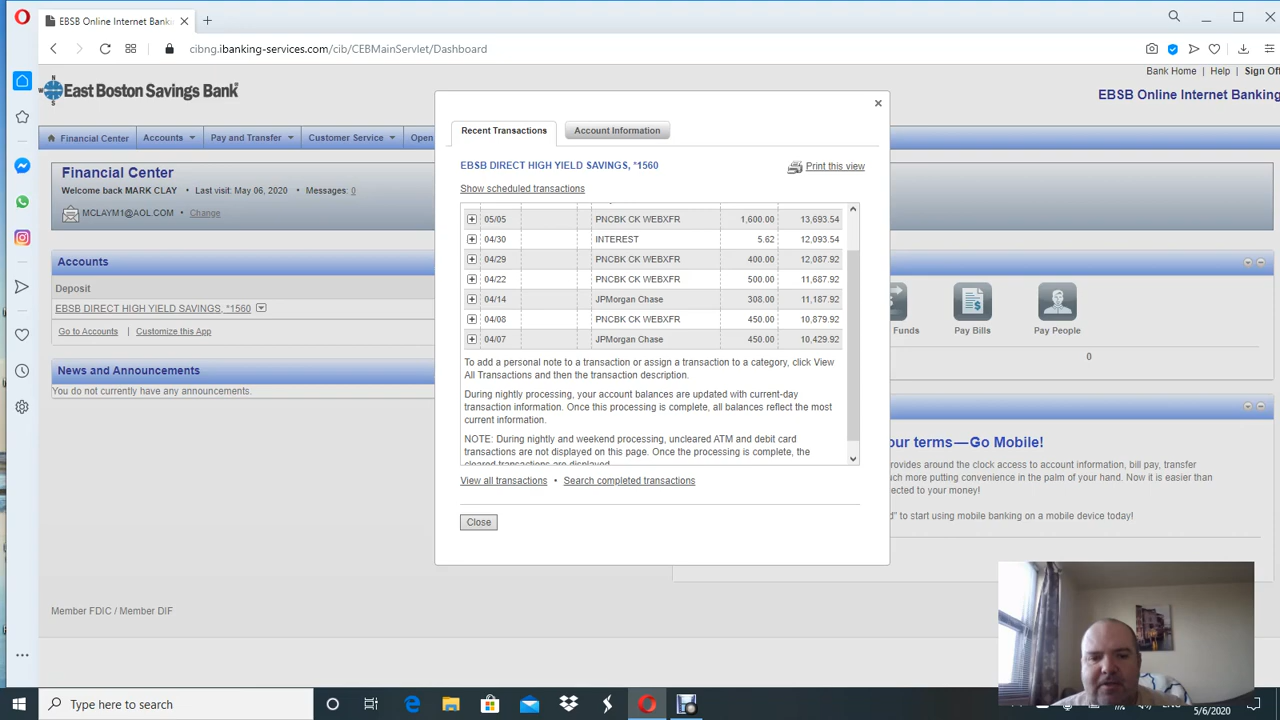 EBSB Online Internet Banki
cibng.ibanking-services.com/cib/CEBMainServlet/Dashboard
Bank Home | Help | Sign Off
East Boston Savings Bank
EBSB Online Internet Banking
Financial Center Accounts Pay and Transfer Customer Service Open
Financial Center
Welcome back MARK CLAY • Last visit: May 06, 2020 • Messages: 0
MCLAYM1@AOL.COM • Change
Accounts
Deposit
EBSB DIRECT HIGH YIELD SAVINGS, *1560
Go to Accounts | Customize this App
News and Announcements
You do not currently have any announcements.
Member FDIC / Member DIF
Recent Transactions Account Information
EBSB DIRECT HIGH YIELD SAVINGS, *1560 Print this view
Show scheduled transactions
05/05 PNCBK CK WEBXFR 1,600.00 13,693.54
04/30 INTEREST 5.62 12,093.54
04/29 PNCBK CK WEBXFR 400.00 12,087.92
04/22 PNCBK CK WEBXFR 500.00 11,687.92
04/14 JPMorgan Chase 308.00 11,187.92
04/08 PNCBK CK WEBXFR 450.00 10,879.92
04/07 JPMorgan Chase 450.00 10,429.92
To add a personal note to a transaction or assign a transaction to a category, click View
All Transactions and then the transaction description.
During nightly processing, your account balances are updated with current-day
transaction information. Once this processing is complete, all balances reflect the most
current information.
NOTE: During nightly and weekend processing, uncleared ATM and debit card
transactions are not displayed on this page. Once the processing is complete, the
cleared transactions are displayed
View all transactions • Search completed transactions
Close
Funds Pay Bills Pay People
0
our terms—Go Mobile!
provides around the clock access to account information, bill pay, transfer
uch more putting convenience in the palm of your hand. Now it is easier than
ected to your money!
d" to start using mobile banking on a mobile device today!
Type here to search
5/6/2020